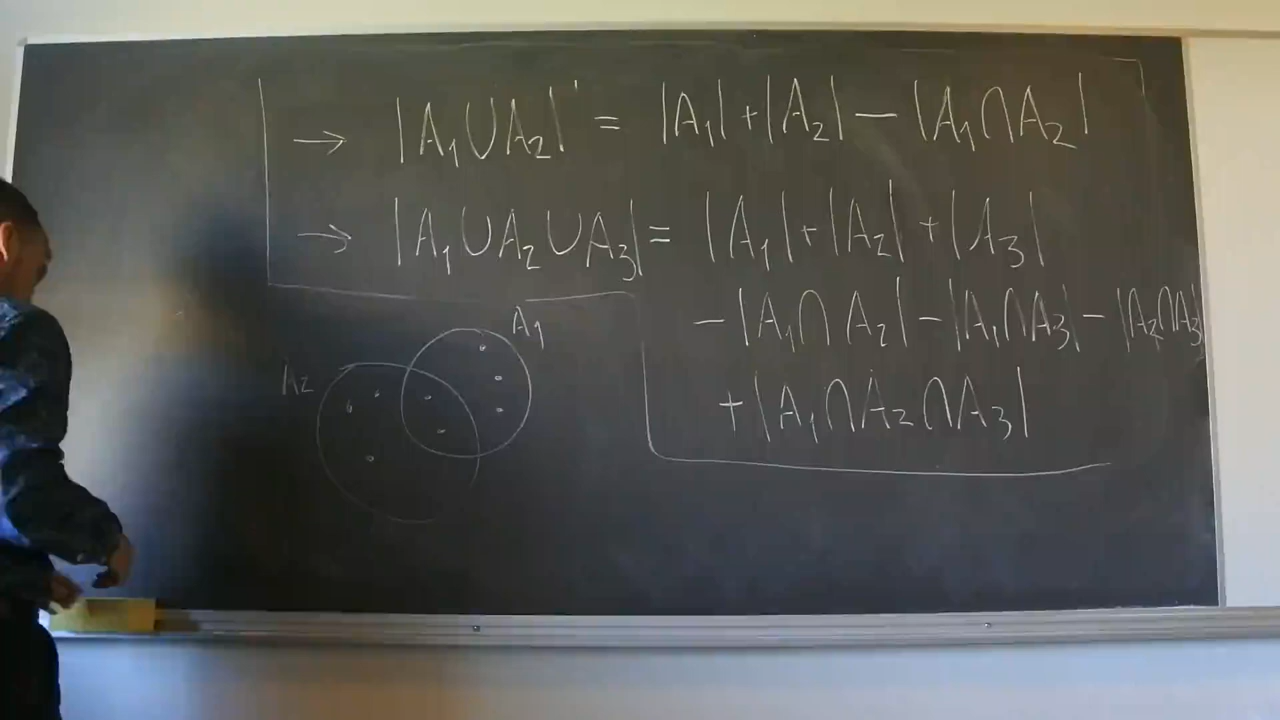 → |A₁∪A₂| = |A₁|+|A₂|−|A₁∩A₂|
→ |A₁∪A₂∪A₃| = |A₁|+|A₂|+|A₃|
−|A₁∩A₂|−|A₁∩A₃|−|A₂∩A₃|
+|A₁∩A₂∩A₃|
A₁
A₂